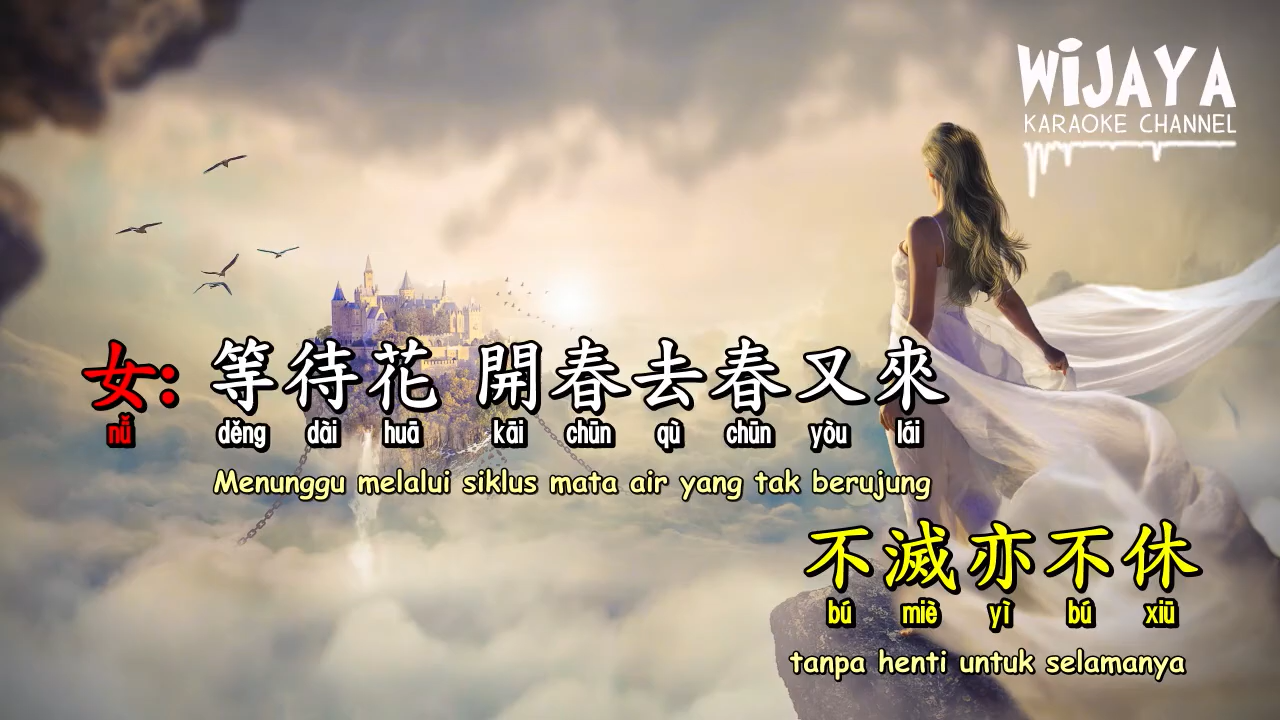 WiJAYA
KARAOKE CHANNEL
女: 等待花 開春去春又來
nǚ děng dài huā kāi chūn qù chūn yòu lái
Menunggu melalui siklus mata air yang tak berujung
不滅亦不休
bú miè yì bú xiū
tanpa henti untuk selamanya